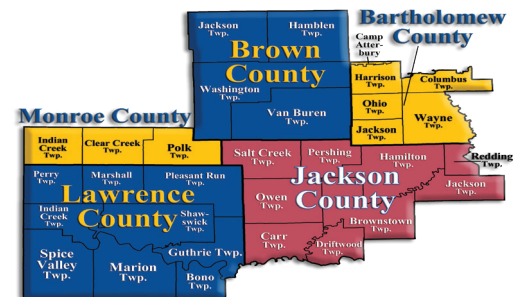 Bartholomew
County
Jackson
Twp.
Hamblen
Twp.
Brown
County
Camp
Atter-
bury
Harrison
Twp.
Columbus
Twp.
Washington
Twp.
Ohio
Twp.
Van Buren
Twp.
Wayne
Twp.
Jackson
Twp.
Monroe County
Indian
Creek
Twp.
Clear Creek
Twp.
Polk
Twp.
Salt Creek
Twp.
Pershing
Twp.
Hamilton
Twp.
Redding
Twp.
Perry
Twp.
Marshall
Twp.
Pleasant Run
Twp.
Jackson
County
Jackson
Twp.
Lawrence
County
Indian
Creek
Twp.
Shaw-
swick
Twp.
Owen
Twp.
Brownstown
Twp.
Carr
Twp.
Driftwood
Twp.
Guthrie Twp.
Spice
Valley
Twp.
Marion
Twp.
Bono
Twp.